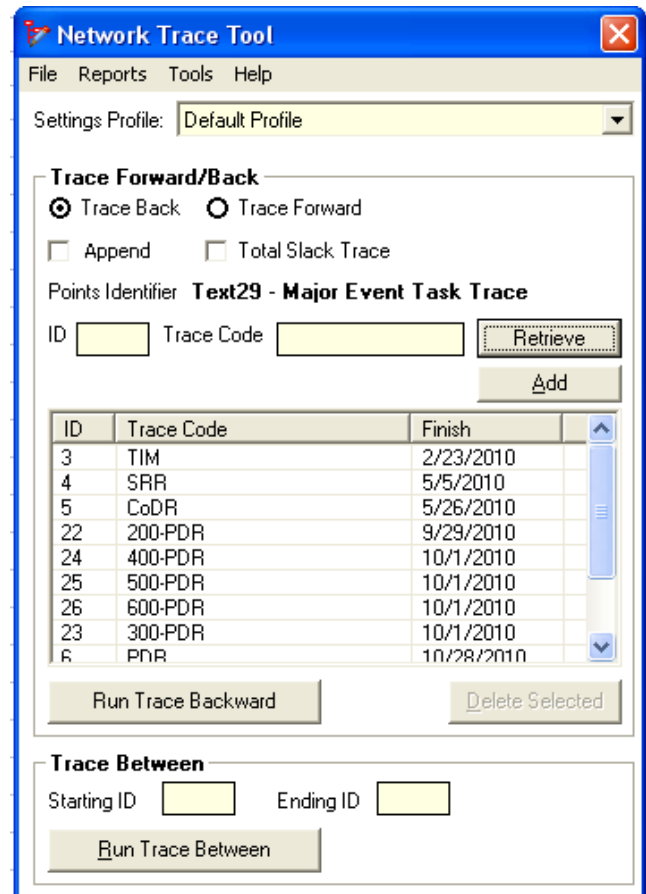 Network Trace Tool
File Reports Tools Help
Settings Profile: Default Profile
Trace Forward/Back
Trace Back Trace Forward
Append Total Slack Trace
Points Identifier Text29 - Major Event Task Trace
ID Trace Code Retrieve
Add
ID Trace Code Finish
3 TIM 2/23/2010
4 SRR 5/5/2010
5 CoDR 5/26/2010
22 200-PDR 9/29/2010
24 400-PDR 10/1/2010
25 500-PDR 10/1/2010
26 600-PDR 10/1/2010
23 300-PDR 10/1/2010
6 PDR 10/28/2010
Run Trace Backward Delete Selected
Trace Between
Starting ID Ending ID
Run Trace Between